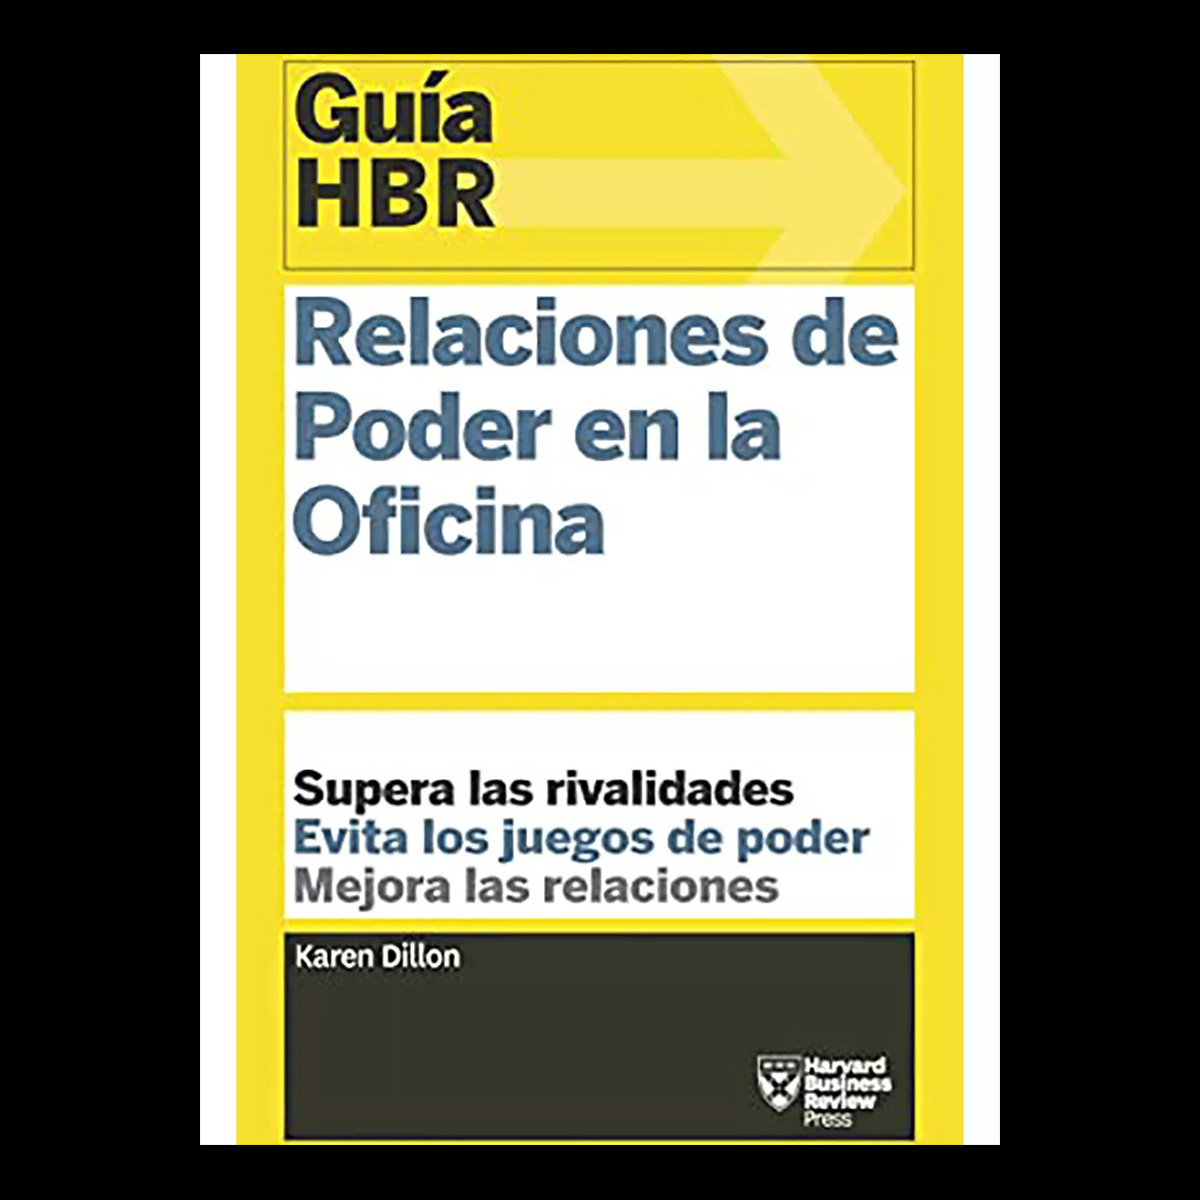 Guía
HBR
Relaciones de
Poder en la
Oficina
Supera las rivalidades
Evita los juegos de poder
Mejora las relaciones
Karen Dillon
Harvard
Business
Review
Press